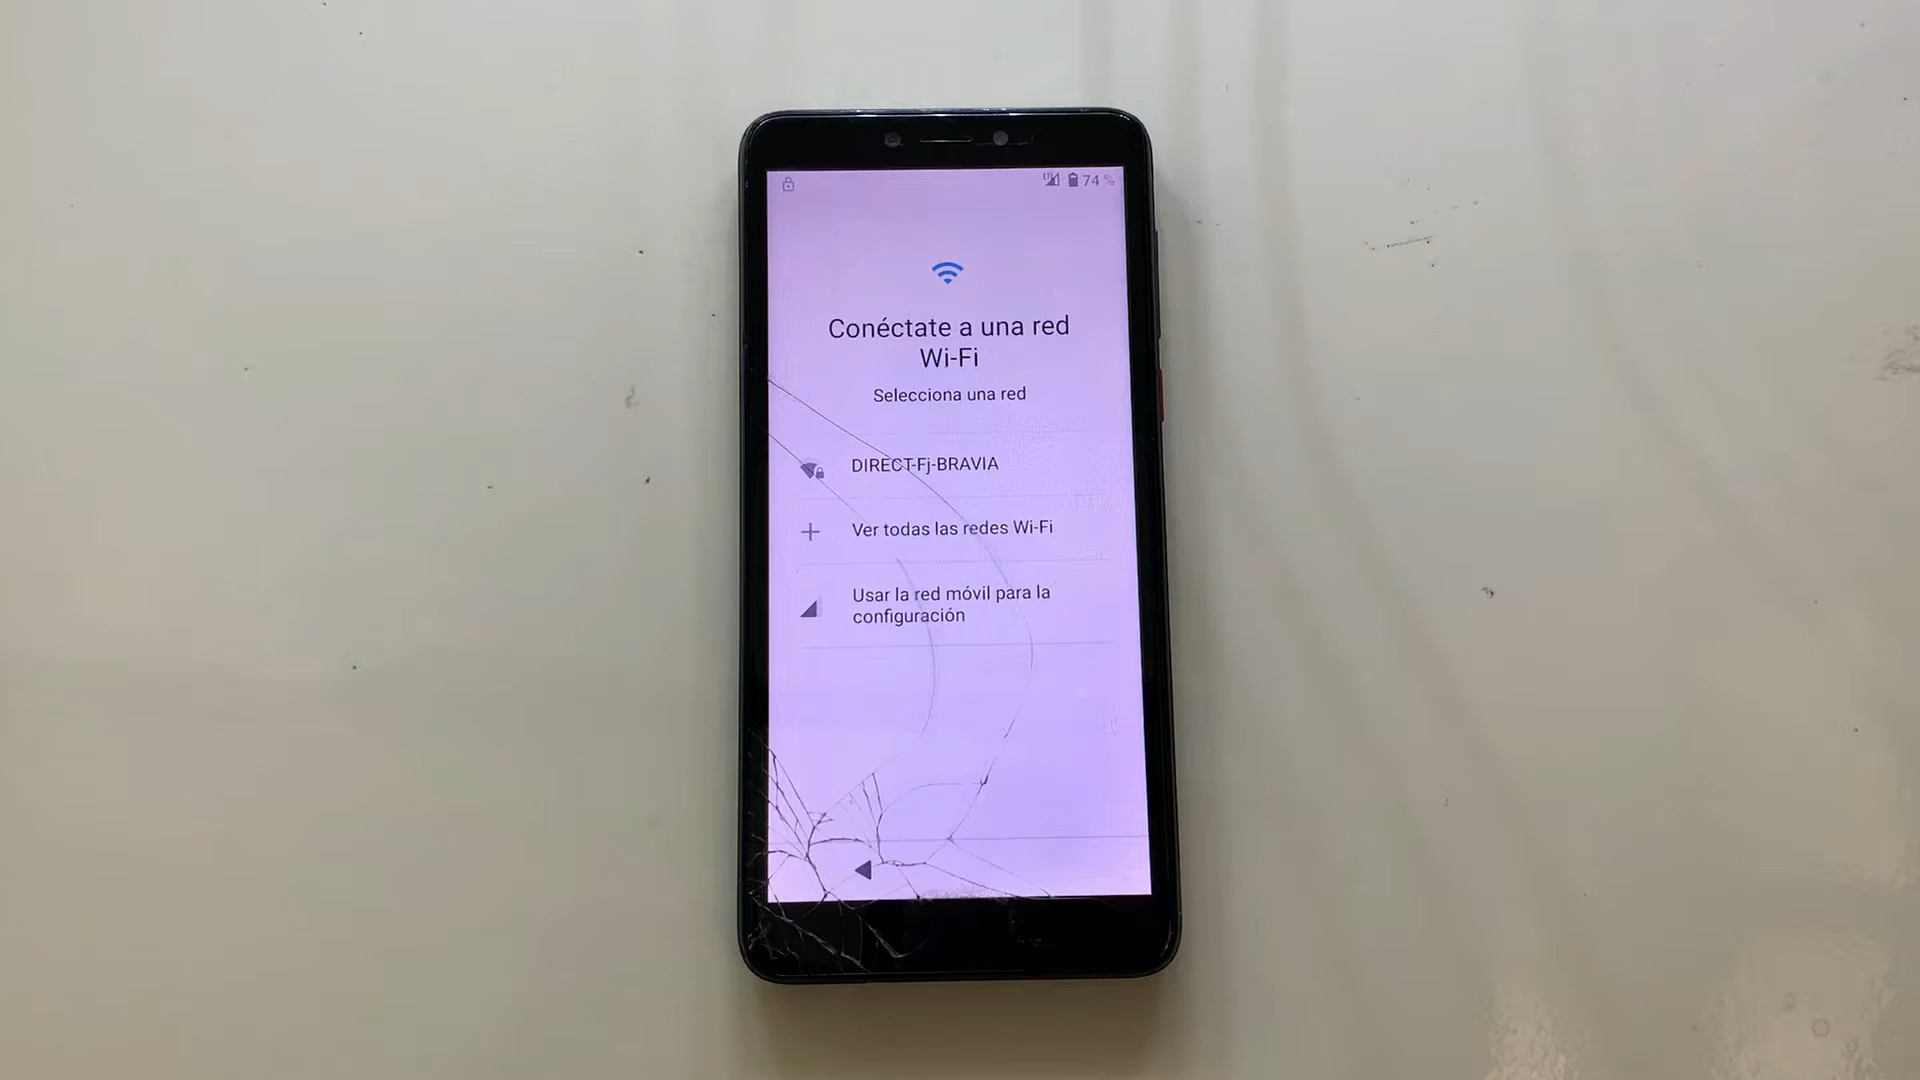 74 %
Conéctate a una red
Wi-Fi
Selecciona una red
DIRECT-Fj-BRAVIA
Ver todas las redes Wi-Fi
Usar la red móvil para la
configuración